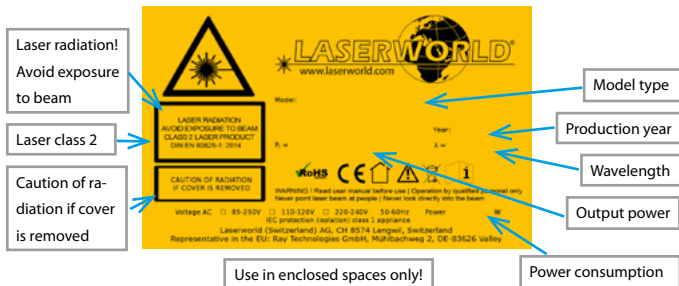 Laser radiation!
Avoid exposure
to beam
Laser class 2
Caution of ra-
diation if cover
is removed
LASERWORLD
www.laserworld.com
LASER RADIATION
AVOID EXPOSURE TO BEAM
CLASS 2 LASER PRODUCT
DIN EN 60825-1: 2014
CAUTION OF RADIATION
IF COVER IS REMOVED
Model:
Year:
λ =
RoHS CE i
WARNING ! Read user manual before use | Operation by qualified personel only
Never point laser beam at people | Never look directly into the beam
Voltage AC □ 85-250V □ 110-120V □ 220-240V 50-60Hz Power W
IEC protection (isolation) class 1 appliance
Laserworld (Switzerland) AG, CH 8574 Lengwil, Switzerland
Representative in the EU: Ray Technologies GmbH, Mühlbachweg 2, DE-83626 Valley
Model type
Production year
Wavelength
Output power
Power consumption
Use in enclosed spaces only!